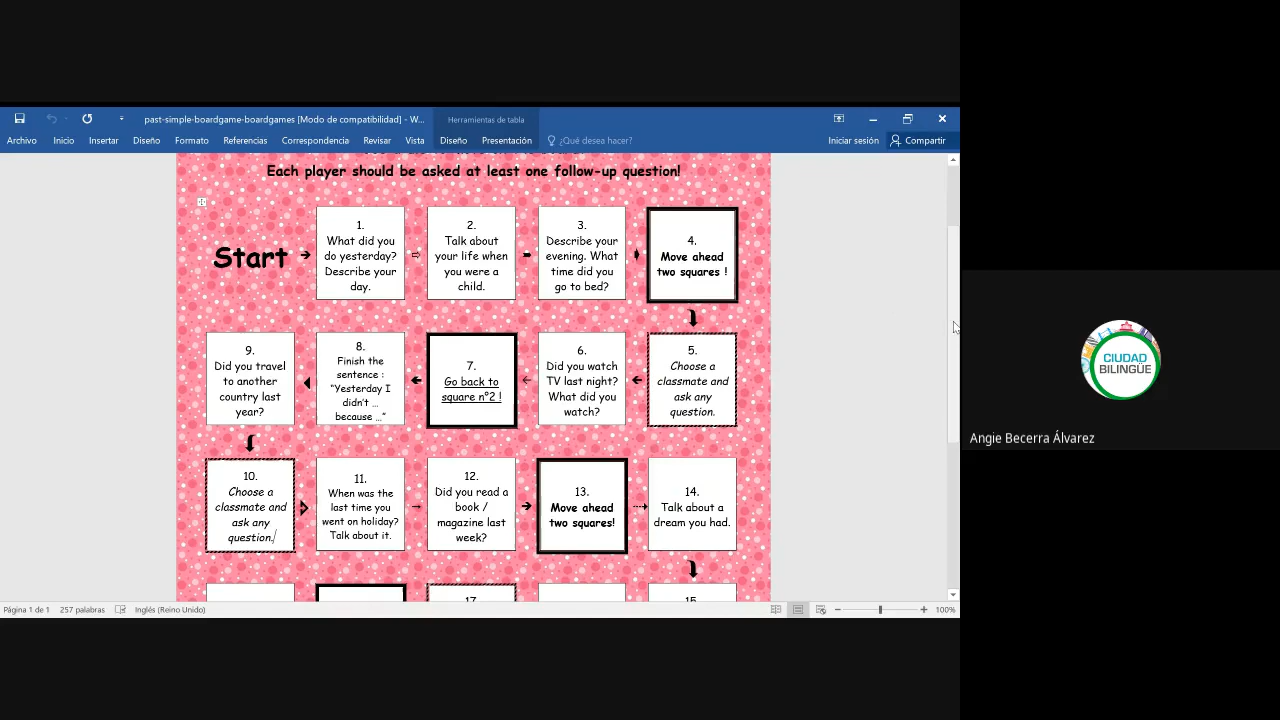 past-simple-boardgame-boardgames [Modo de compatibilidad] - W...
Herramientas de tabla
Archivo Inicio Insertar Diseño Formato Referencias Correspondencia Revisar Vista Diseño Presentación ¿Qué desea hacer? Iniciar sesión Compartir
Each player should be asked at least one follow-up question!
Start
1.
What did you
do yesterday?
Describe your
day.
2.
Talk about
your life when
you were a
child.
3.
Describe your
evening. What
time did you
go to bed?
4.
Move ahead
two squares !
9.
Did you travel
to another
country last
year?
8.
Finish the
sentence :
"Yesterday I
didn't ...
because ..."
7.
Go back to
square n°2 !
6.
Did you watch
TV last night?
What did you
watch?
5.
Choose a
classmate and
ask any
question.
10.
Choose a
classmate and
ask any
question.
11.
When was the
last time you
went on holiday?
Talk about it.
12.
Did you read a
book /
magazine last
week?
13.
Move ahead
two squares!
14.
Talk about a
dream you had.
17.
15.
Página 1 de 1 257 palabras Inglés (Reino Unido) 100%
CIUDAD
BILINGÜE
Angie Becerra Álvarez